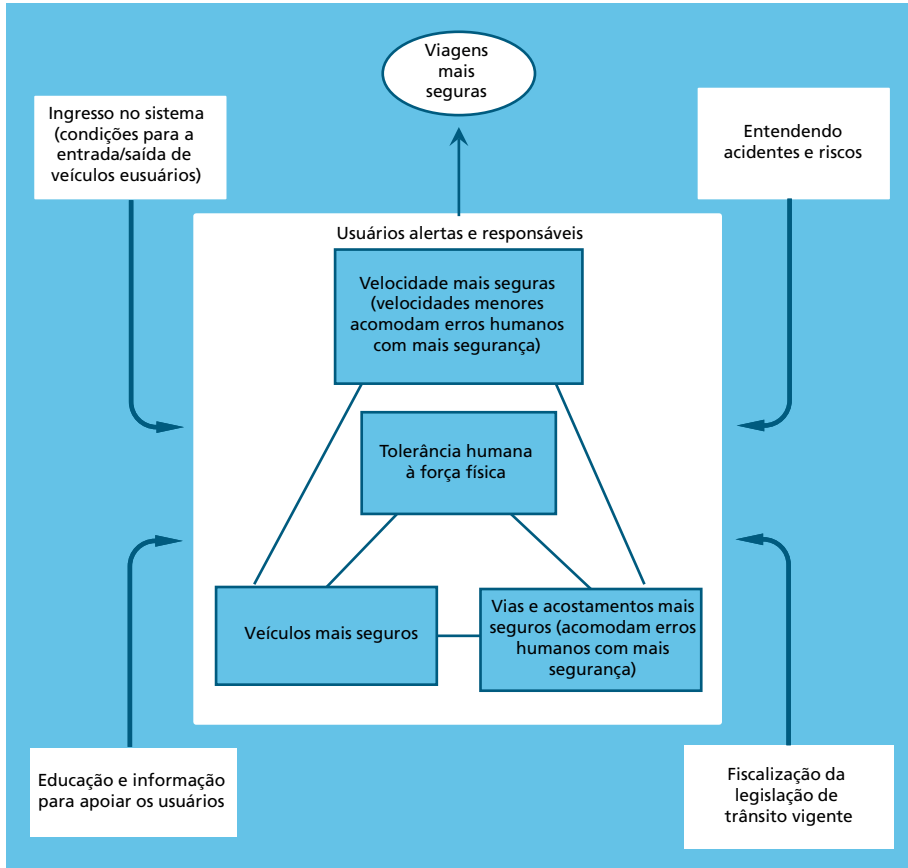 Viagens
mais
seguras
Ingresso no sistema
(condições para a
entrada/saída de
veículos eusuários)
Entendendo
acidentes e riscos
Usuários alertas e responsáveis
Velocidade mais seguras
(velocidades menores
acomodam erros humanos
com mais segurança)
Tolerância humana
à força física
Veículos mais seguros
Vias e acostamentos mais
seguros (acomodam erros
humanos com mais
segurança)
Educação e informação
para apoiar os usuários
Fiscalização da
legislação de
trânsito vigente